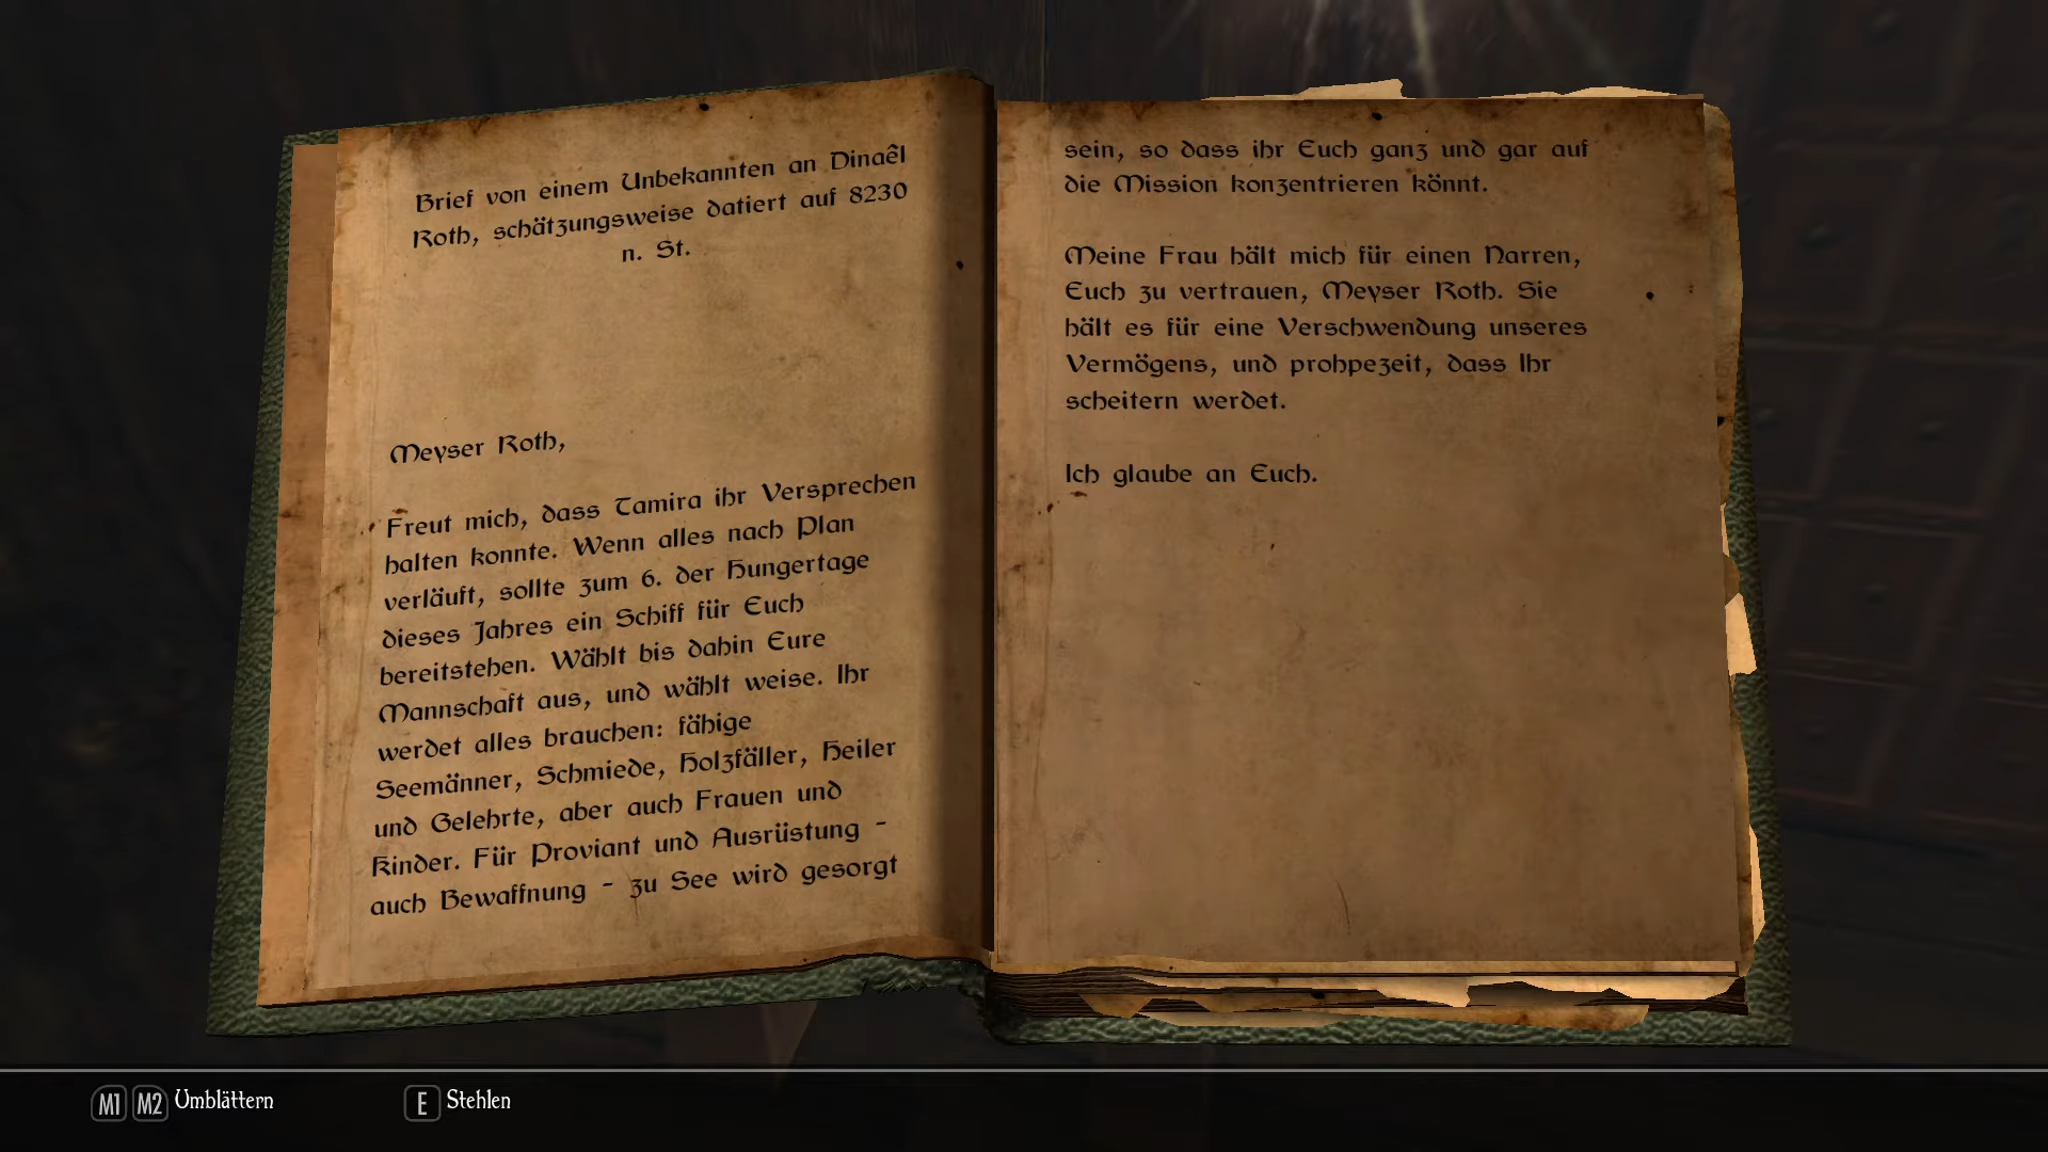 Brief von einem Unbekannten an Dinaêl
Roth, schätzungsweise datiert auf 8230
n. St.
Meyser Roth,
Freut mich, dass Tamira ihr Versprechen
halten konnte. Wenn alles nach Plan
verläuft, sollte zum 6. der Hungertage
dieses Jahres ein Schiff für Euch
bereitstehen. Wählt bis dahin Eure
Mannschaft aus, und wählt weise. Ihr
werdet alles brauchen: fähige
Seemänner, Schmiede, Holzfäller, Heiler
und Gelehrte, aber auch Frauen und
Kinder. Für Proviant und Ausrüstung -
auch Bewaffnung - zu See wird gesorgt
sein, so dass ihr Euch ganz und gar auf
die Mission konzentrieren könnt.
Meine Frau hält mich für einen Narren,
Euch zu vertrauen, Meyser Roth. Sie
hält es für eine Verschwendung unseres
Vermögens, und prohpezeit, dass Ihr
scheitern werdet.
Ich glaube an Euch.
M1 M2 Umblättern
E Stehlen